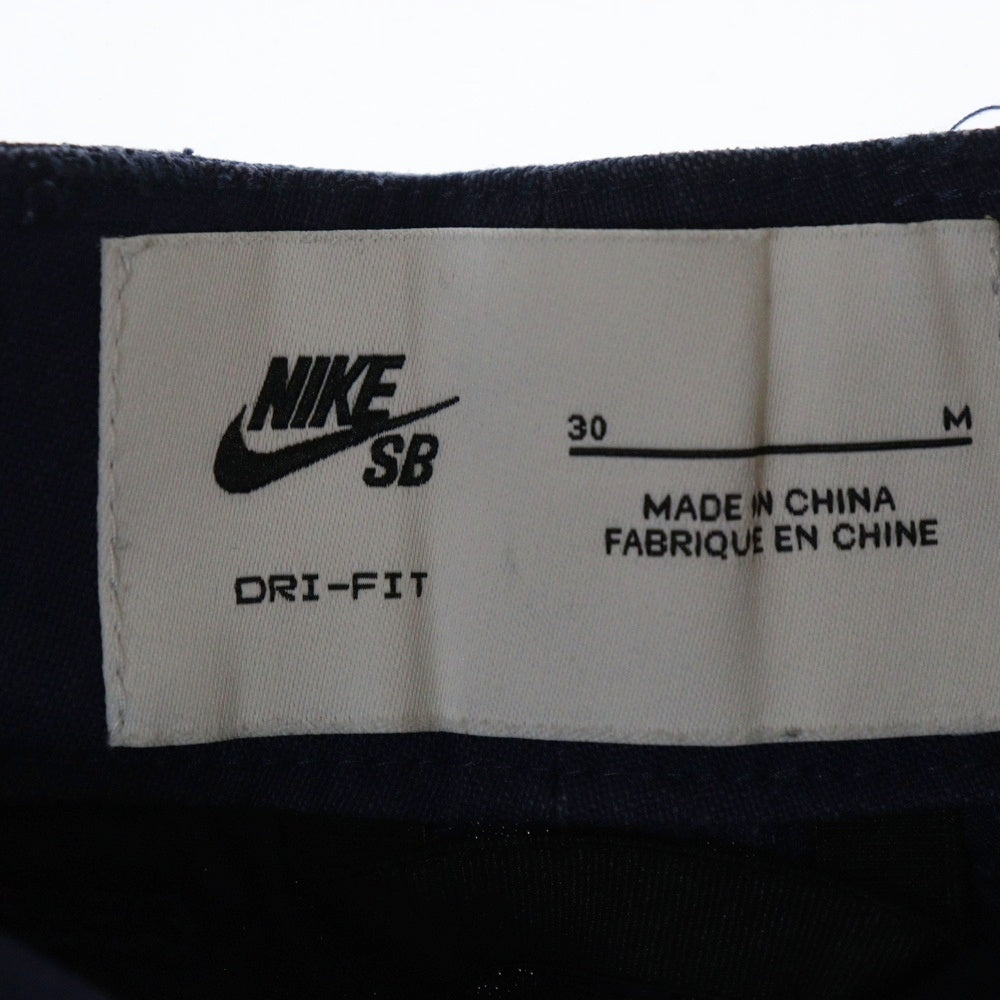 NIKE
SB
DRI-FIT
30 M
MADE IN CHINA
FABRIQUE EN CHINE